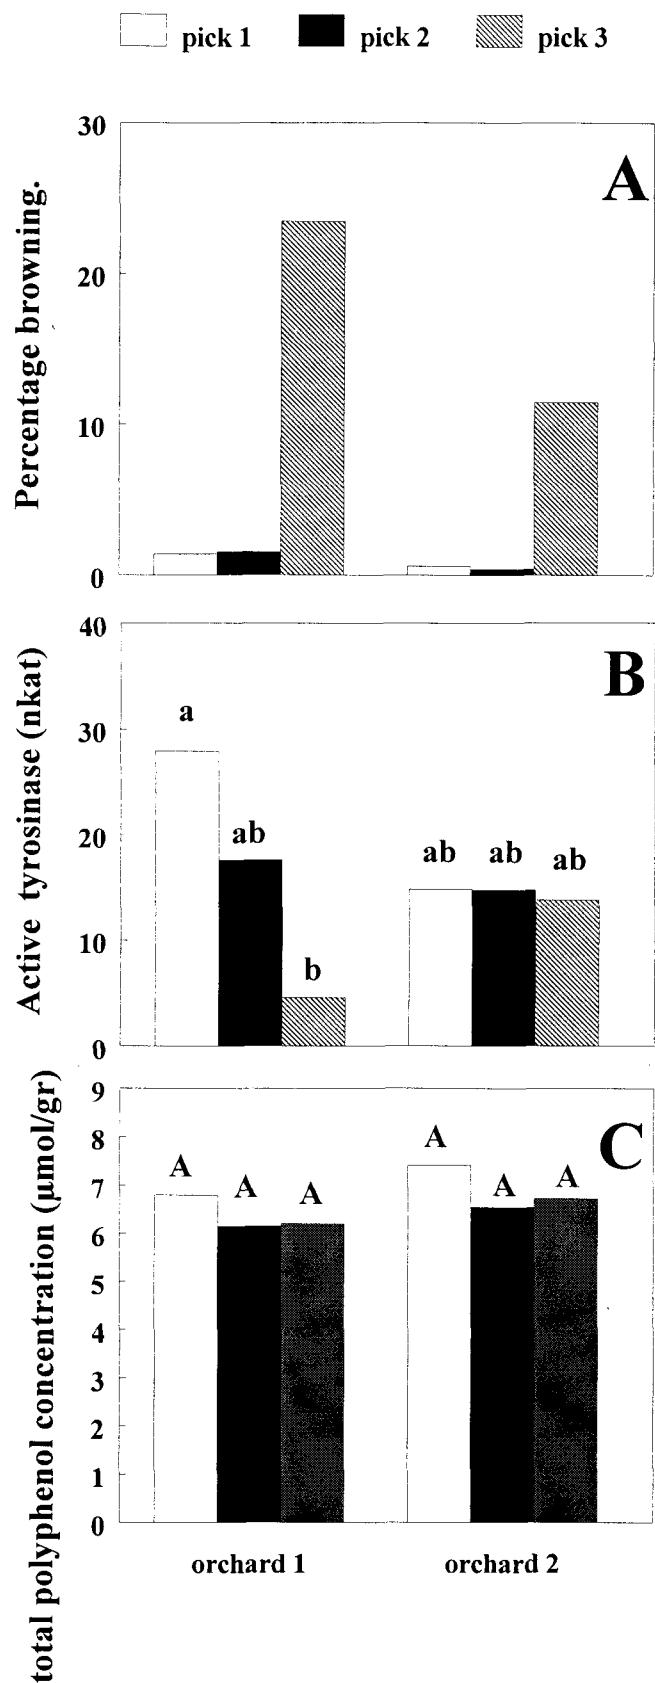 pick 1 pick 2 pick 3
30
A
Percentage browning.
20
10
0
40
B
Active tyrosinase (nkat)
a
30
ab
20
ab ab ab
10
b
0
9
C
total polyphenol concentration (µmol/gr)
8
A
A A A A A
7
6
5
4
3
2
1
0
orchard 1 orchard 2